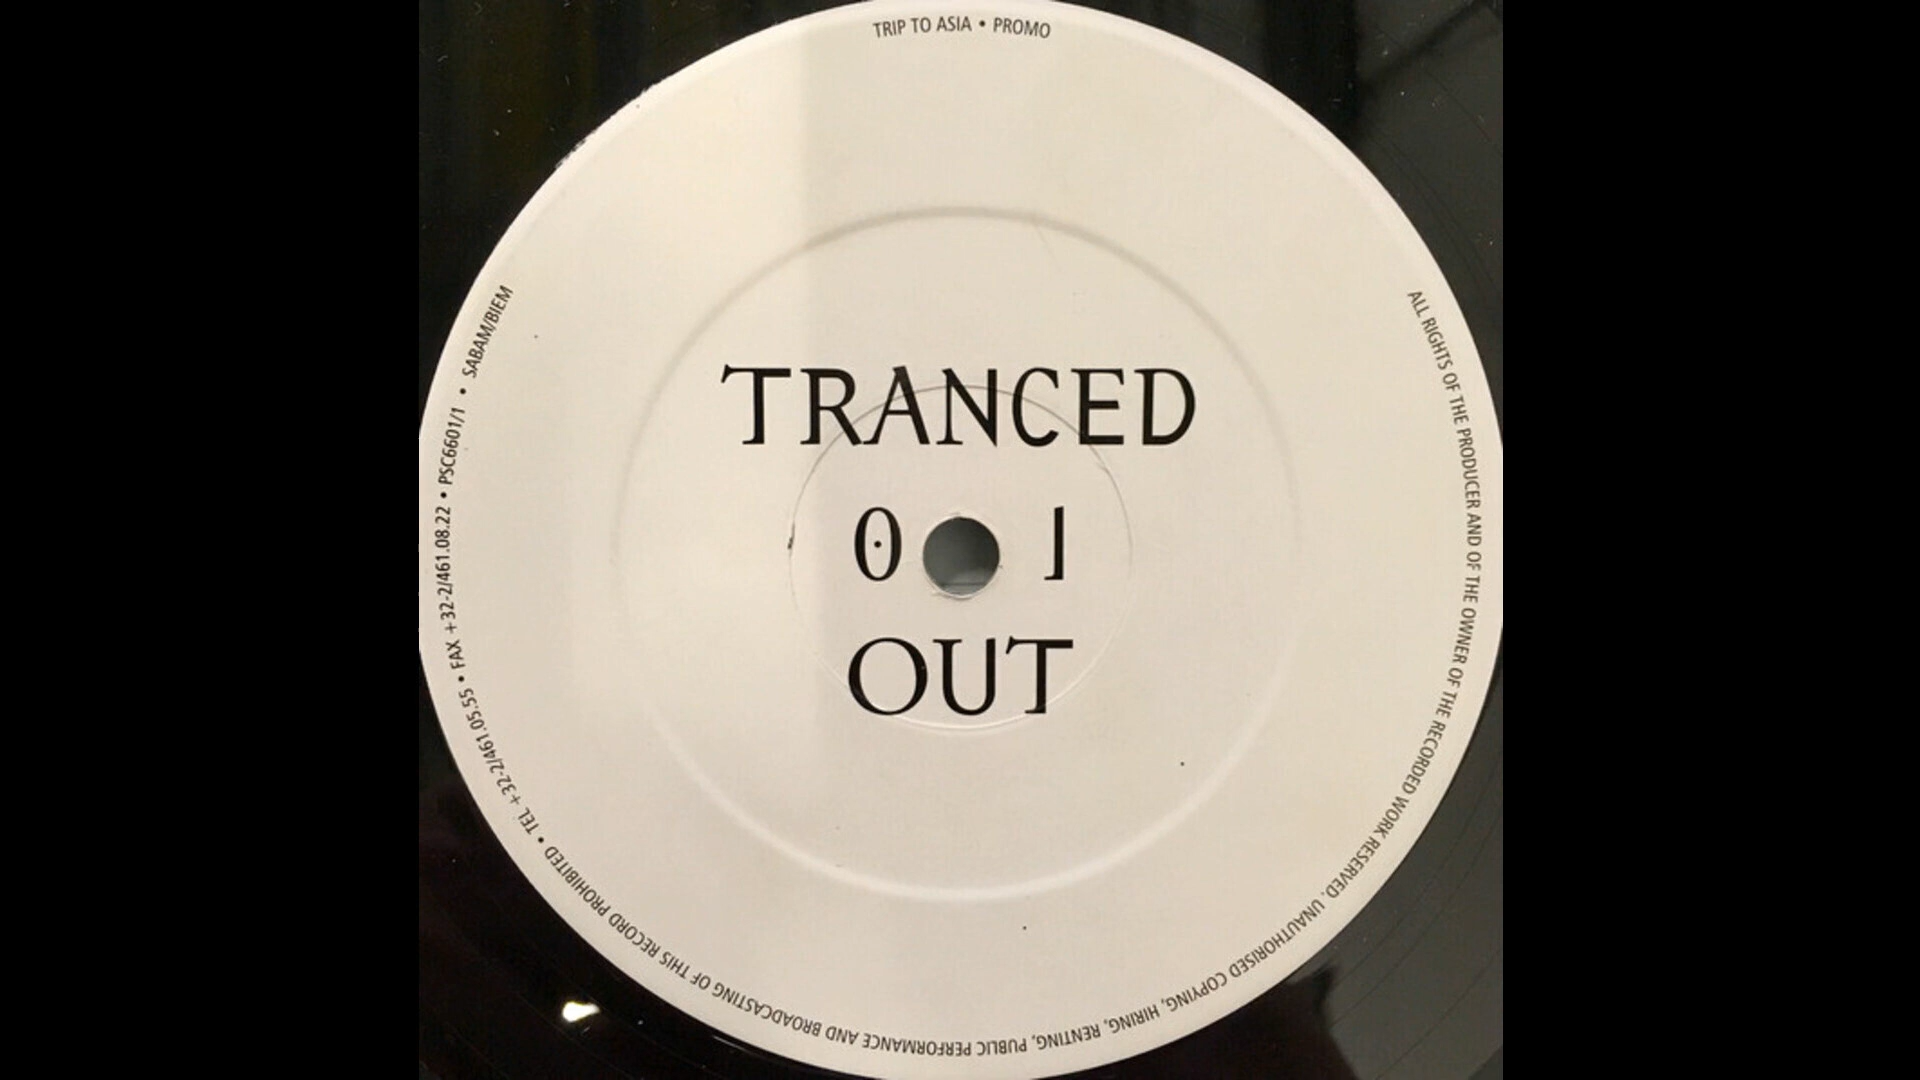 TRIP TO ASIA • PROMO
TRANCED
0 1
OUT
ALL RIGHTS OF THE PRODUCER AND OF THE OWNER OF THE RECORDED WORK RESERVED. UNAUTHORISED COPYING, HIRING, RENTING, PUBLIC PERFORMANCE AND BROADCASTING OF THIS RECORD PROHIBITED • TEL +32-2/461.05.55 • FAX +32-2/461.08.22 • PSC6601/1 • SABAM/BIEM